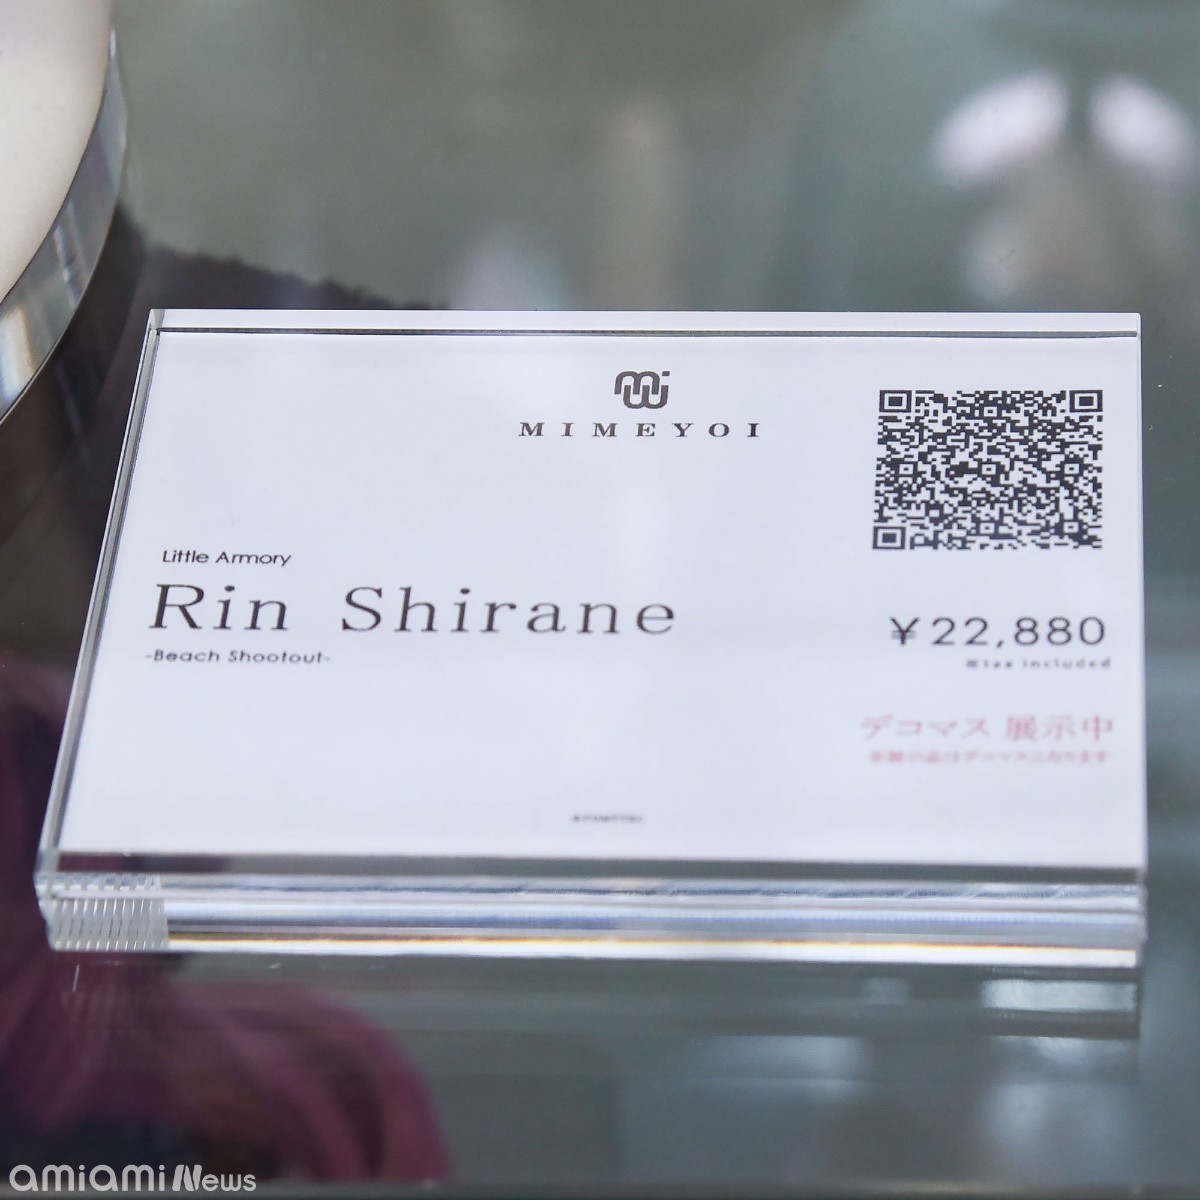 MIMEYOI
Little Armory
Rin Shirane
-Beach Shootout-
¥22,880
※tax included
デコマス 展示中
amiami News